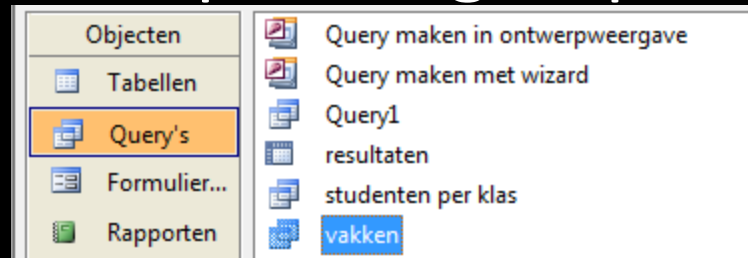 Objecten
Tabellen
Query's
Formulier...
Rapporten
Query maken in ontwerpweergave
Query maken met wizard
Query1
resultaten
studenten per klas
vakken